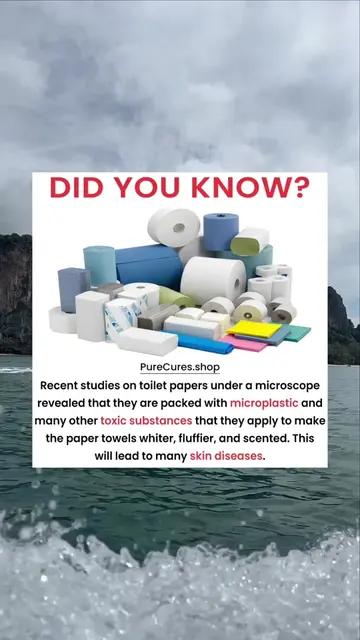 DID YOU KNOW?
PureCures.shop
Recent studies on toilet papers under a microscope
revealed that they are packed with microplastic and
many other toxic substances that they apply to make
the paper towels whiter, fluffier, and scented. This
will lead to many skin diseases.